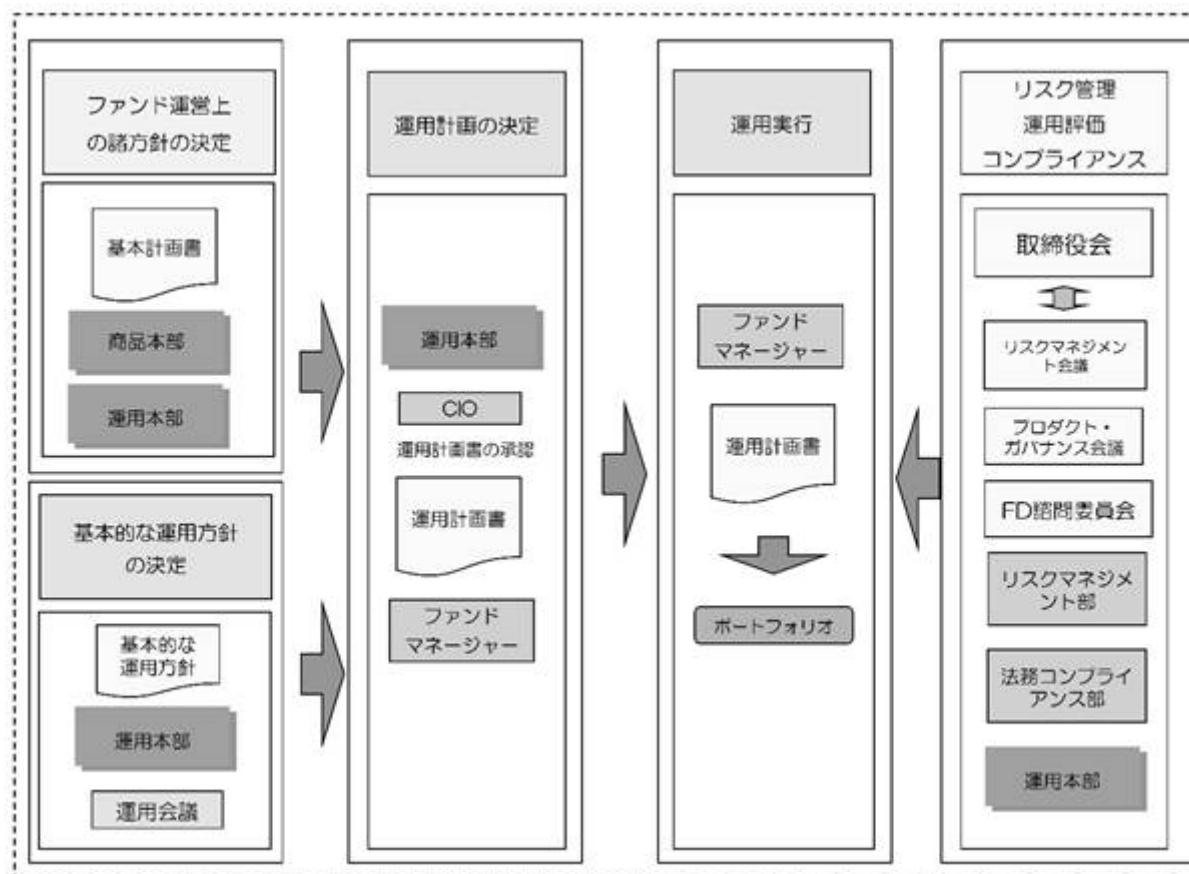 ファンド運営上
の諸方針の決定
基本計画書
商品本部
運用本部
基本的な運用方針
の決定
基本的な
運用方針
運用本部
運用会議
運用計画の決定
運用本部
CIO
運用計画書の承認
運用計画書
ファンド
マネージャー
運用実行
ファンド
マネージャー
運用計画書
ポートフォリオ
リスク管理
運用評価
コンプライアンス
取締役会
リスクマネジメン
ト会議
プロダクト・
ガバナンス会議
FD諮問委員会
リスクマネジメ
ント部
法務コンプライ
アンス部
運用本部